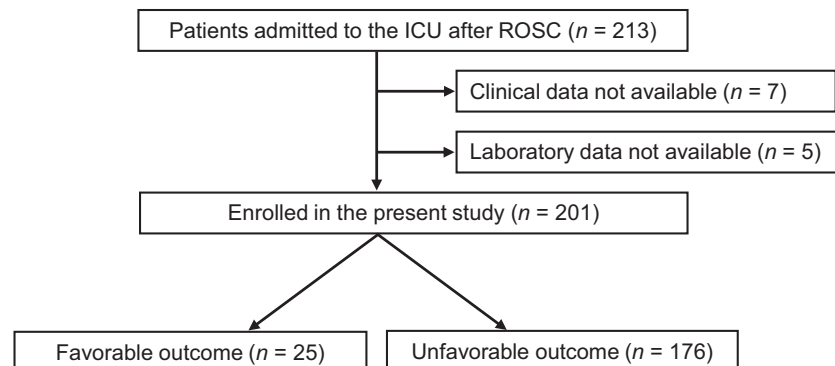 Patients admitted to the ICU after ROSC (n = 213)
Clinical data not available (n = 7)
Laboratory data not available (n = 5)
Enrolled in the present study (n = 201)
Favorable outcome (n = 25)
Unfavorable outcome (n = 176)